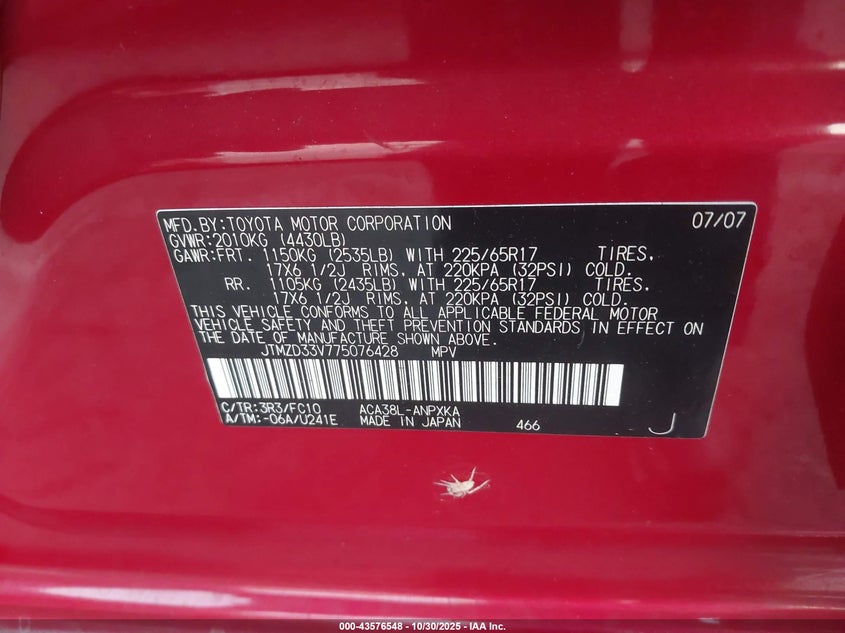 MFD.BY:TOYOTA MOTOR CORPORATION 07/07
GVWR:2010KG (4430LB)
GAWR:FRT. 1150KG (2535LB) WITH 225/65R17 TIRES,
17X6 1/2J RIMS, AT 220KPA (32PSI) COLD.
RR. 1105KG (2435LB) WITH 225/65R17 TIRES,
17X6 1/2J RIMS, AT 220KPA (32PSI) COLD.
THIS VEHICLE CONFORMS TO ALL APPLICABLE FEDERAL MOTOR
VEHICLE SAFETY AND THEFT PREVENTION STANDARDS IN EFFECT ON
THE DATE OF MANUFACTURE SHOWN ABOVE.
JTMZD33V775076428 MPV
C/TR:3R3/FC10 ACA38L-ANPXKA
A/TM:-06A/U241E MADE IN JAPAN 466 J
000-43576548 - 10/30/2025 - IAA Inc.